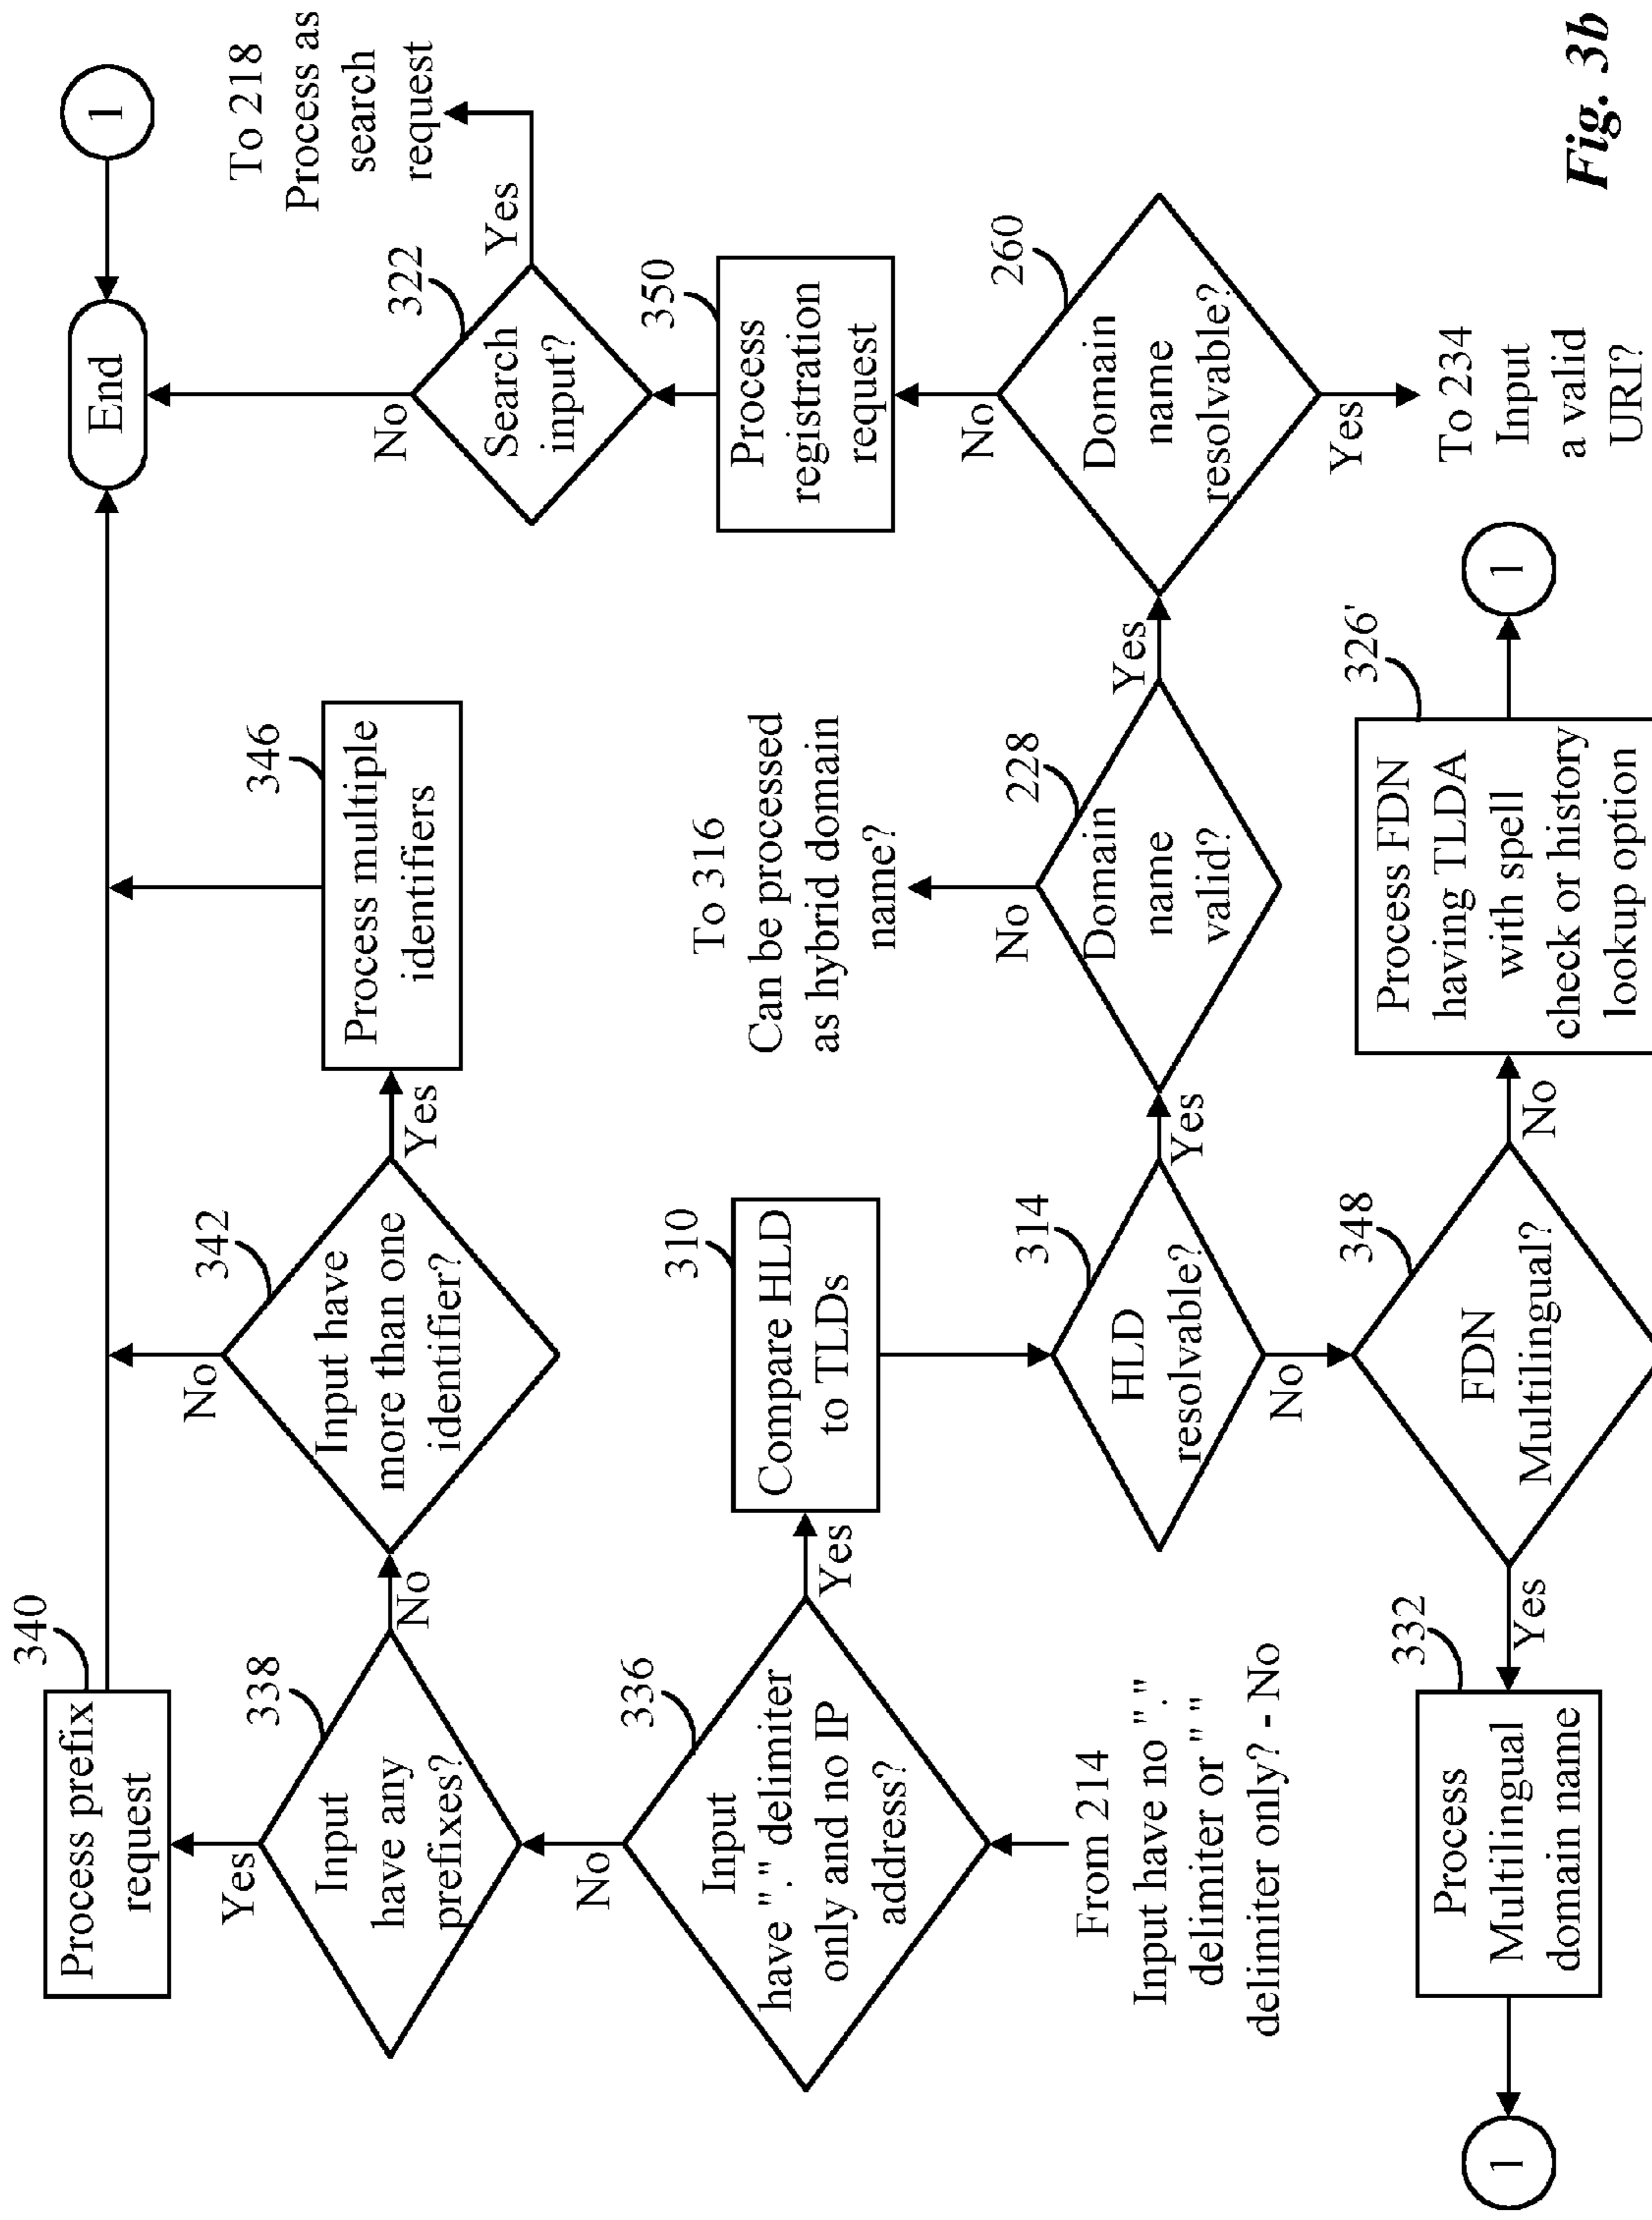 340
Process prefix
request
Yes
338
Input
have any
prefixes?
No
342
Input have
more than one
identifier?
No
Yes
346
Process multiple
identifiers
End
1
No
336
Input
have "." delimiter
only and no IP
address?
Yes
From 214
Input have no "."
delimiter or " "
delimiter only? - No
310
Compare HLD
to TLDs
314
HLD
resolvable?
Yes
No
To 316
Can be processed
as hybrid domain
name?
No
228
Domain
name
valid?
Yes
260
Domain
name
resolvable?
No
Yes
To 234
Input
a valid
URI?
350
Process
registration
request
322
Search
input?
No
Yes
To 218
Process as
search
request
348
FDN
Multilingual?
Yes
No
332
Process
Multilingual
domain name
1
326'
Process FDN
having TLDA
with spell
check or history
lookup option
1
Fig. 3b